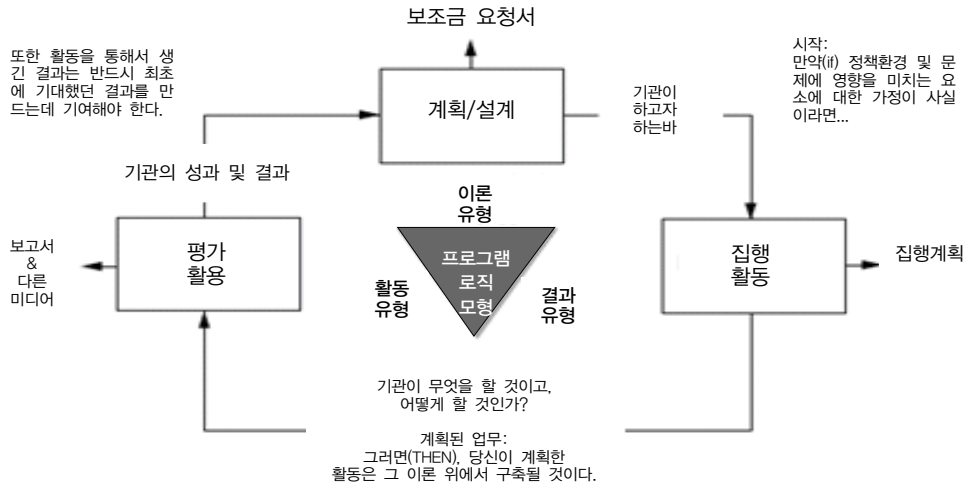 보조금 요청서
또한 활동을 통해서 생
긴 결과는 반드시 최초
에 기대했던 결과를 만
드는데 기여해야 한다.
시작:
만약(if) 정책환경 및 문
제에 영향을 미치는 요
소에 대한 가정이 사실
이라면...
계획/설계
기관이
하고자
하는바
기관의 성과 및 결과
이론
유형
보고서
&
다른
미디어
평가
활용
프로그램
로직
모형
활동
유형
결과
유형
집행
활동
집행계획
기관이 무엇을 할 것이고,
어떻게 할 것인가?
계획된 업무:
그러면(THEN), 당신이 계획한
활동은 그 이론 위에서 구축될 것이다.